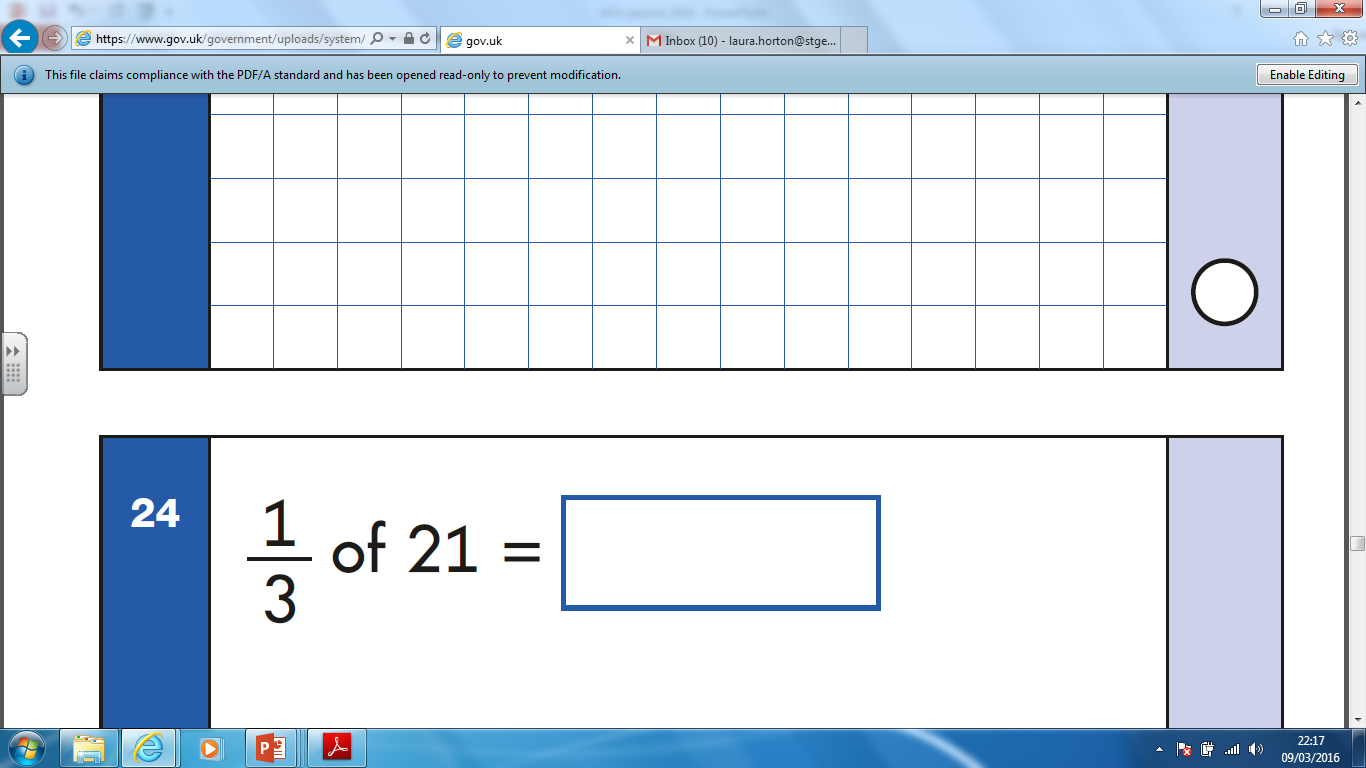 https://www.gov.uk/government/uploads/system/
gov.uk
Inbox (10) - laura.horton@stge...
This file claims compliance with the PDF/A standard and has been opened read-only to prevent modification.
Enable Editing
24
1
3
of 21 =
22:17
09/03/2016